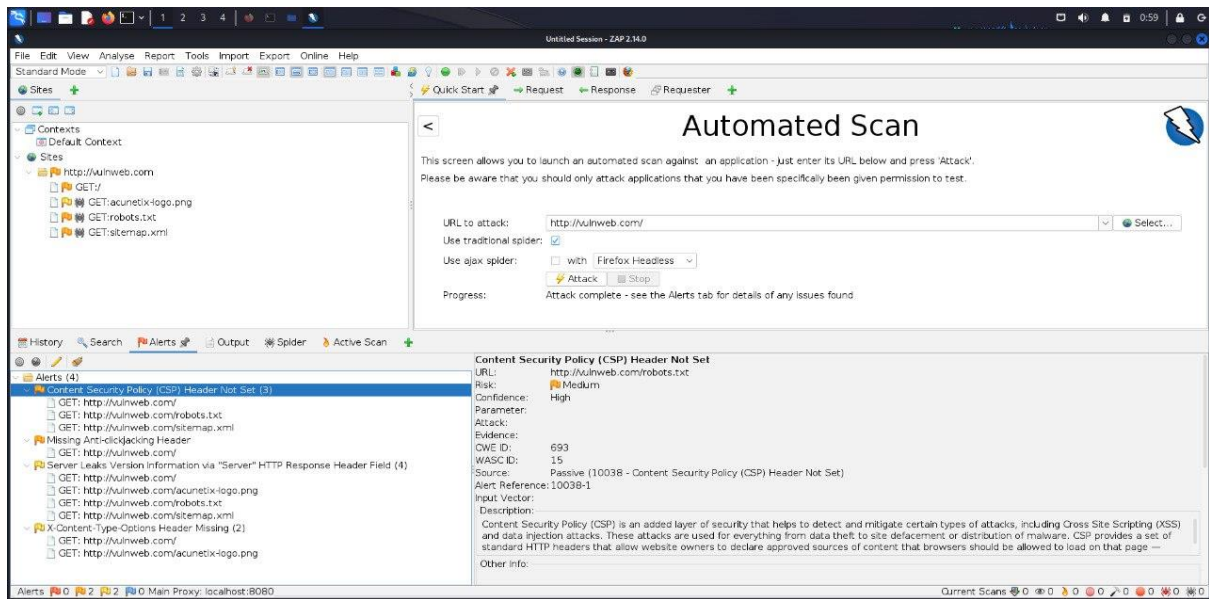 1 2 3 4
0:59
Untitled Session - ZAP 2.14.0
File Edit View Analyse Report Tools Import Export Online Help
Standard Mode
Sites
Quick Start Request Response Requester
Contexts
Default Context
Sites
http://vulnweb.com
GET:/
GET:acunetix-logo.png
GET:robots.txt
GET:sitemap.xml
<
Automated Scan
This screen allows you to launch an automated scan against an application - just enter its URL below and press 'Attack'.
Please be aware that you should only attack applications that you have been specifically been given permission to test.
URL to attack: http://vulnweb.com/ Select...
Use traditional spider:
Use ajax spider: with Firefox Headless
Attack Stop
Progress: Attack complete - see the Alerts tab for details of any issues found
History Search Alerts Output Spider Active Scan
Alerts (4)
Content Security Policy (CSP) Header Not Set (3)
GET: http://vulnweb.com/
GET: http://vulnweb.com/robots.txt
GET: http://vulnweb.com/sitemap.xml
Missing Anti-clickjacking Header
GET: http://vulnweb.com/
Server Leaks Version Information via "Server" HTTP Response Header Field (4)
GET: http://vulnweb.com/
GET: http://vulnweb.com/acunetix-logo.png
GET: http://vulnweb.com/robots.txt
GET: http://vulnweb.com/sitemap.xml
X-Content-Type-Options Header Missing (2)
GET: http://vulnweb.com/
GET: http://vulnweb.com/acunetix-logo.png
Content Security Policy (CSP) Header Not Set
URL: http://vulnweb.com/robots.txt
Risk: Medium
Confidence: High
Parameter:
Attack:
Evidence:
CWE ID: 693
WASC ID: 15
Source: Passive (10038 - Content Security Policy (CSP) Header Not Set)
Alert Reference: 10038-1
Input Vector:
Description:
Content Security Policy (CSP) is an added layer of security that helps to detect and mitigate certain types of attacks, including Cross Site Scripting (XSS)
and data injection attacks. These attacks are used for everything from data theft to site defacement or distribution of malware. CSP provides a set of
standard HTTP headers that allow website owners to declare approved sources of content that browsers should be allowed to load on that page —
Other Info:
Alerts 0 2 2 0 Main Proxy: localhost:8080
Current Scans 0 0 0 0 0 0 0 0